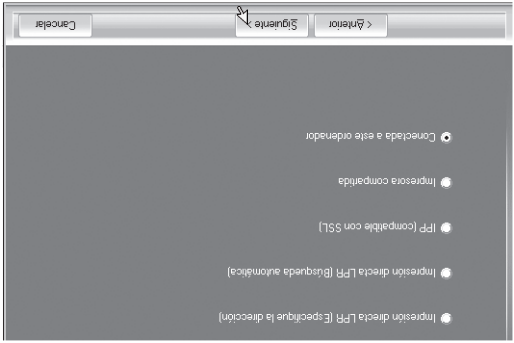 Impresión directa LPR (Especifique la dirección)
Impresión directa LPR (Búsqueda automática)
IPP (compatible con SSL)
Impresora compartida
Conectada a este ordenador
< Anterior Siguiente > Cancelar